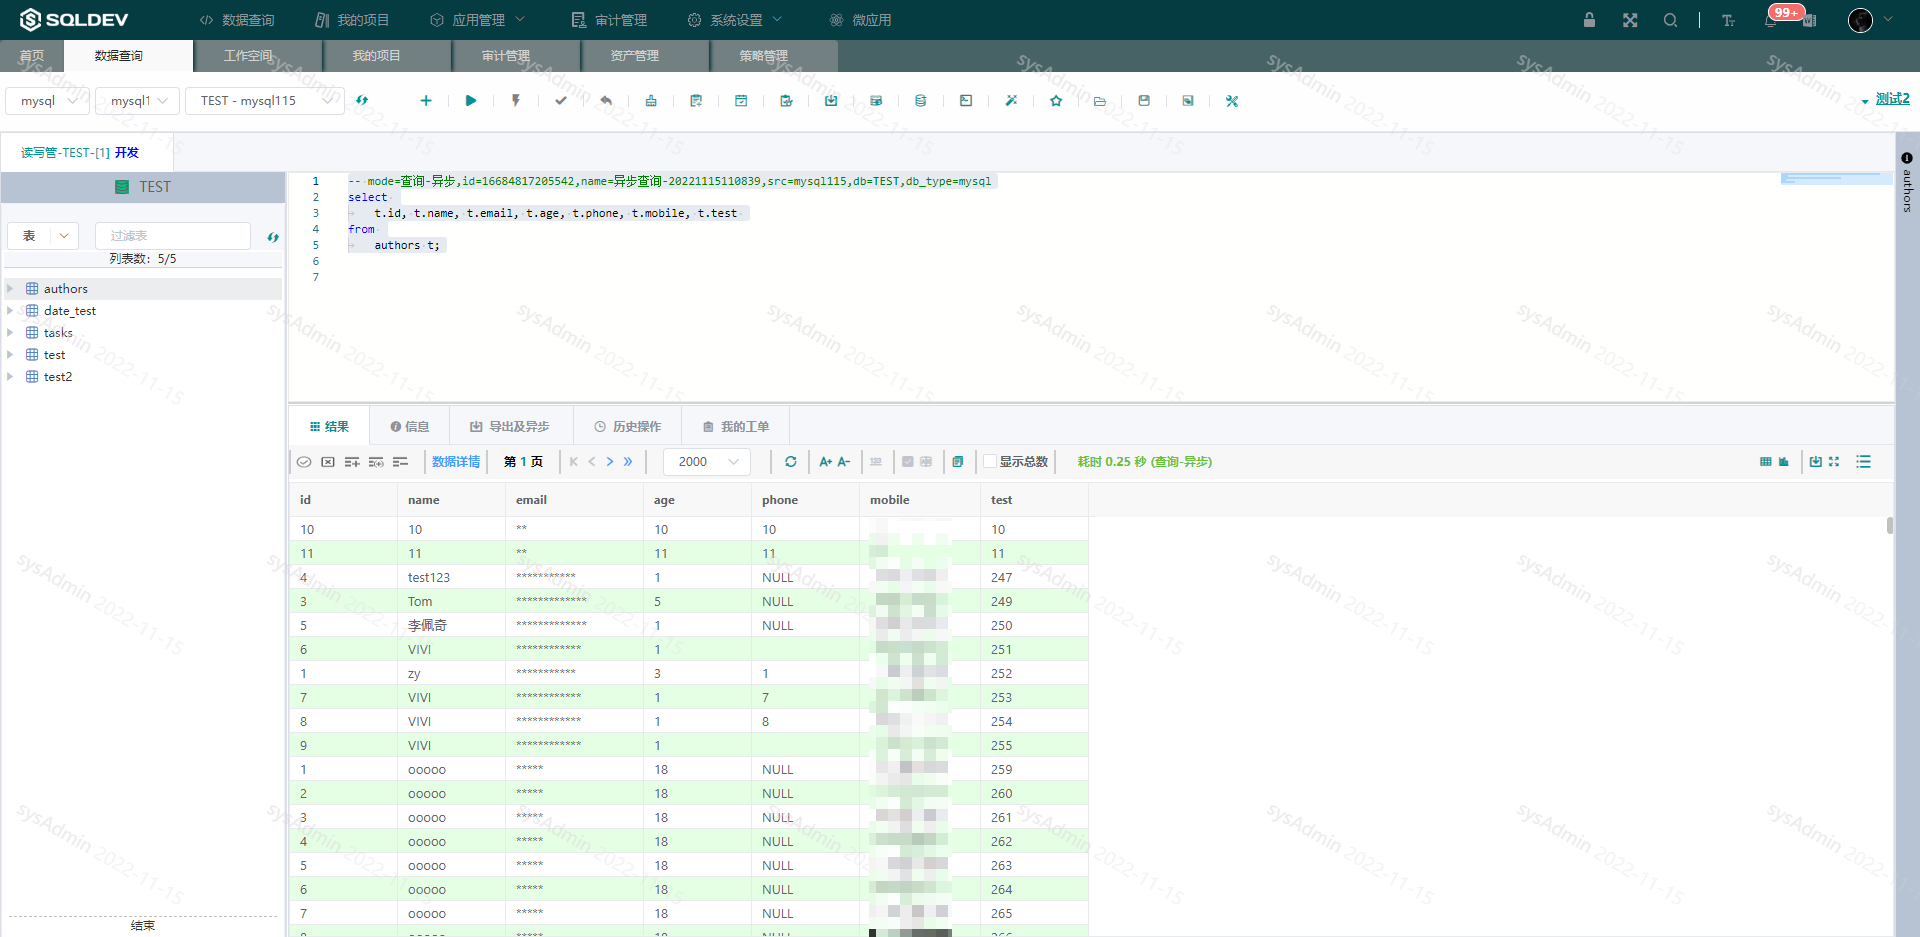 SQLDEV 数据查询 我的项目 应用管理 审计管理 系统设置 微应用 99+
首页 数据查询 工作空间 我的项目 审计管理 资产管理 策略管理
mysql mysql1 TEST - mysql115 测试2
读写管-TEST-[1] 开发
TEST
表 过滤表
列表数：5/5
authors
date_test
tasks
test
test2
结束
1 -- mode=查询-异步,id=16684817205542,name=异步查询-20221115110839,src=mysql115,db=TEST,db_type=mysql
2 select
3 t.id, t.name, t.email, t.age, t.phone, t.mobile, t.test
4 from
5 authors t;
6
7
authors
结果 信息 导出及异步 历史操作 我的工单
数据详情 第 1 页 2000 A+ A- 显示总数 耗时 0.25 秒 (查询-异步)
id name email age phone mobile test
10 10 ** 10 10 10
11 11 ** 11 11 11
4 test123 *********** 1 NULL 247
3 Tom ************* 5 NULL 249
5 李佩奇 ************* 1 NULL 250
6 VIVI ************ 1 251
1 zy *********** 3 1 252
7 VIVI ************ 1 7 253
8 VIVI ************ 1 8 254
9 VIVI ************ 1 255
1 ooooo ***** 18 NULL 259
2 ooooo ***** 18 NULL 260
3 ooooo ***** 18 NULL 261
4 ooooo ***** 18 NULL 262
5 ooooo ***** 18 NULL 263
6 ooooo ***** 18 NULL 264
7 ooooo ***** 18 NULL 265
8 ooooo ***** 18 NULL 266
sysAdmin 2022-11-15